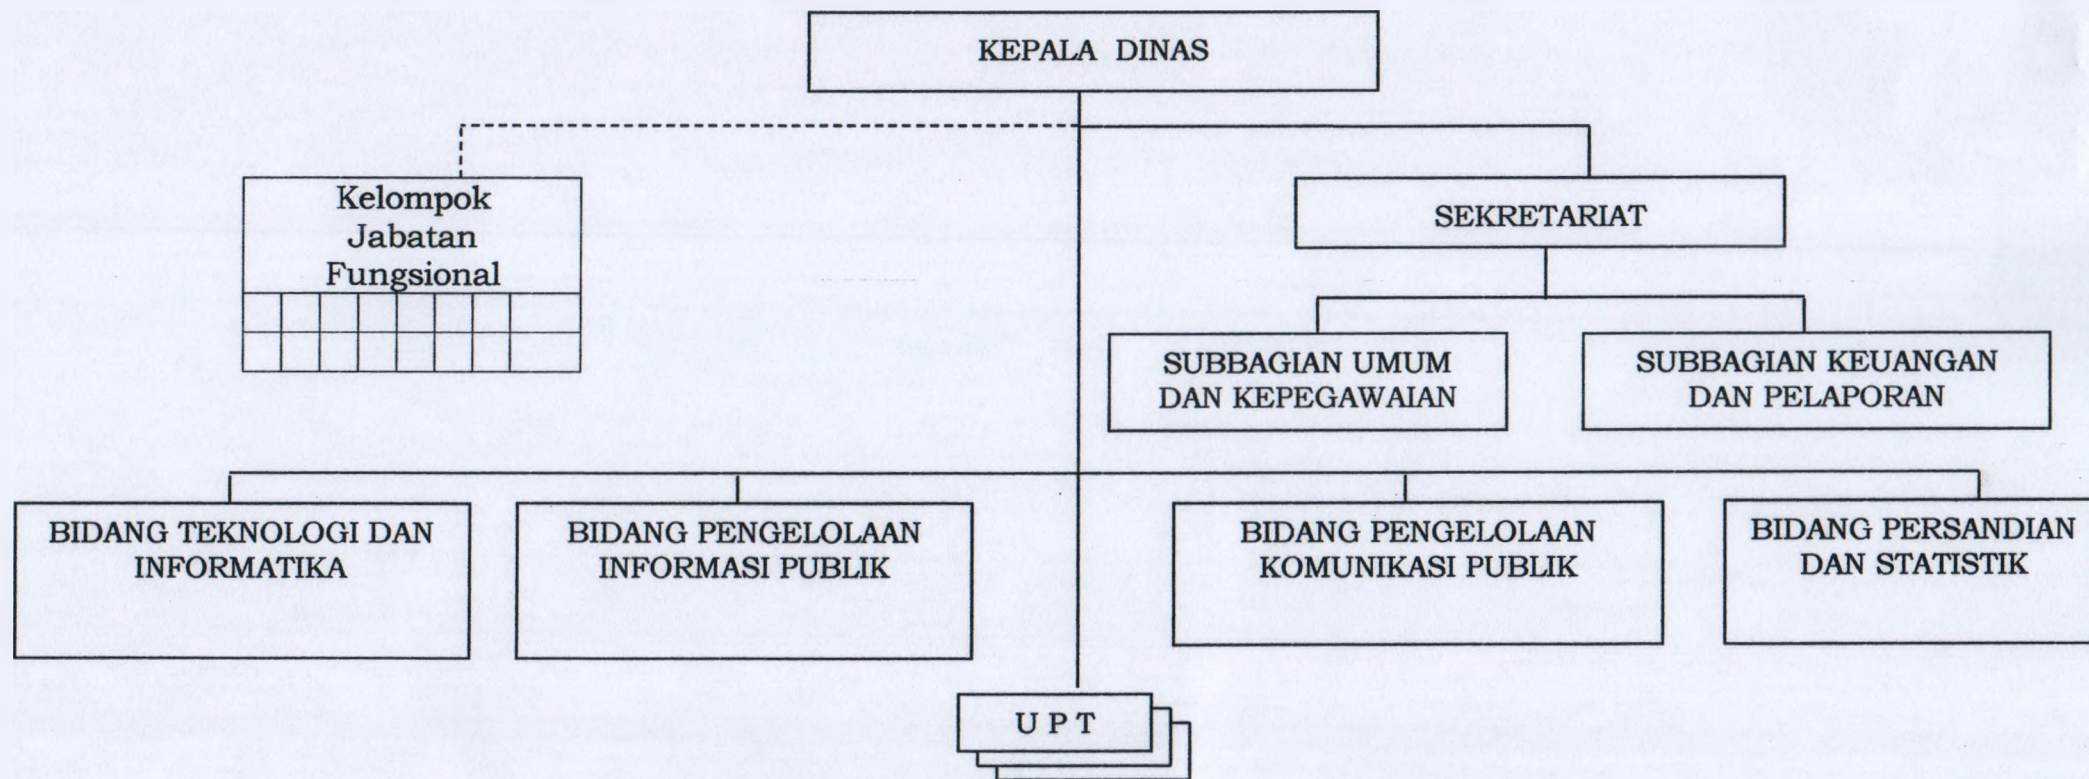 KEPALA DINAS
Kelompok
Jabatan
Fungsional
SEKRETARIAT
SUBBAGIAN UMUM
DAN KEPEGAWAIAN
SUBBAGIAN KEUANGAN
DAN PELAPORAN
BIDANG TEKNOLOGI DAN
INFORMATIKA
BIDANG PENGELOLAAN
INFORMASI PUBLIK
BIDANG PENGELOLAAN
KOMUNIKASI PUBLIK
BIDANG PERSANDIAN
DAN STATISTIK
U P T